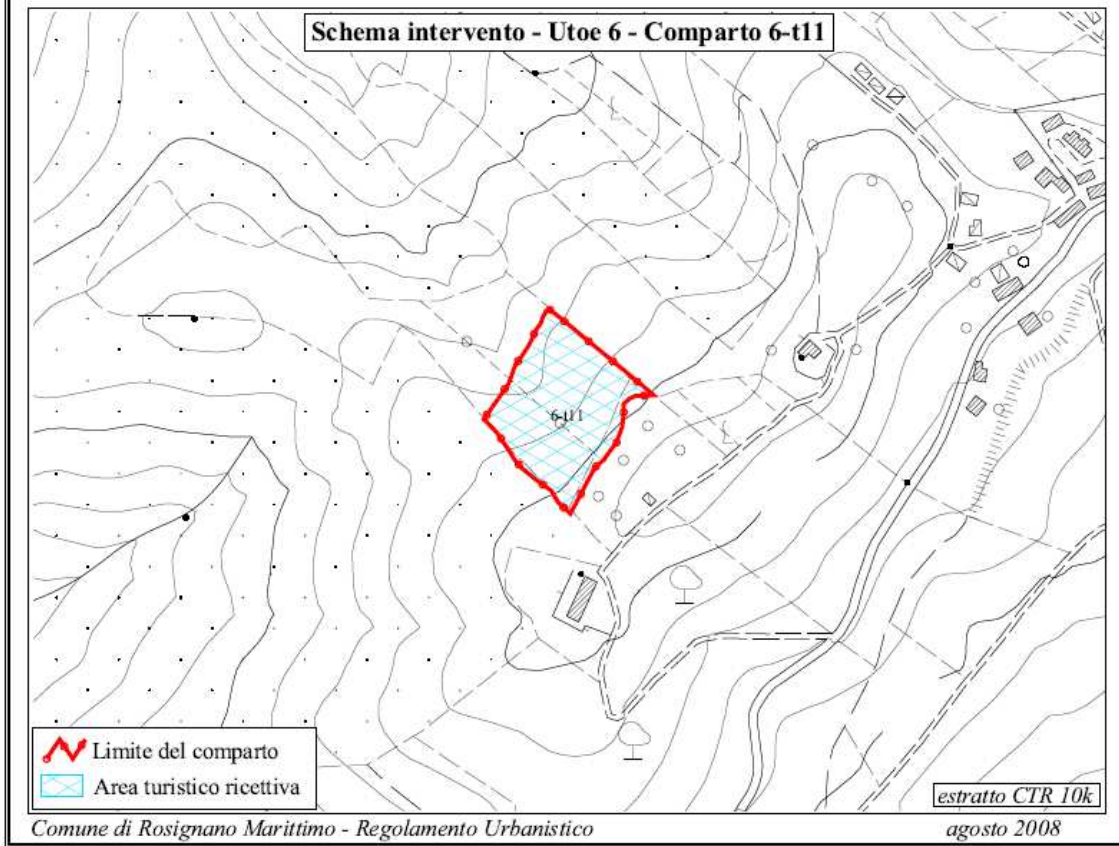 Schema intervento - Utoe 6 - Comparto 6-t11
6-t11
Limite del comparto
Area turistico ricettiva
estratto CTR 10k
Comune di Rosignano Marittimo - Regolamento Urbanistico
agosto 2008